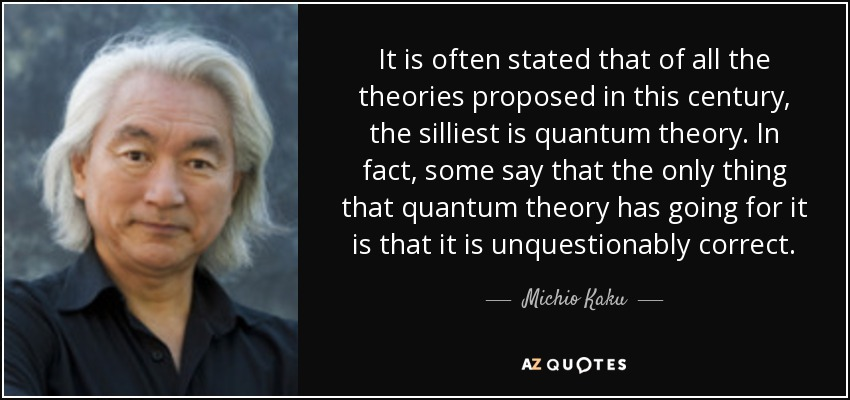 It is often stated that of all the
theories proposed in this century,
the silliest is quantum theory. In
fact, some say that the only thing
that quantum theory has going for it
is that it is unquestionably correct.
Michio Kaku
AZ QUOTES